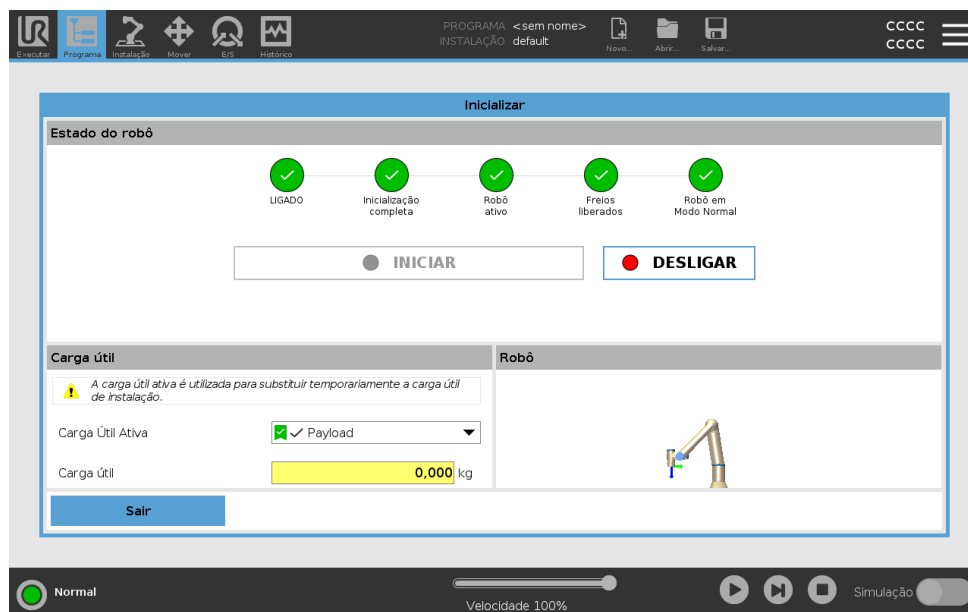 PROGRAMA <sem nome>
INSTALAÇÃO default
CCCC
CCCC
UR
Executar
Programa
Instalação
Mover
E/S
Histórico
Novo...
Abrir...
Salvar...
Inicializar
Estado do robô
LIGADO
Inicialização
completa
Robô
ativo
Freios
liberados
Robô em
Modo Normal
INICIAR
DESLIGAR
Carga útil
Robô
A carga útil ativa é utilizada para substituir temporariamente a carga útil
de instalação.
Carga Útil Ativa
Payload
Carga útil
0,000 kg
Sair
Normal
Velocidade 100%
Simulação